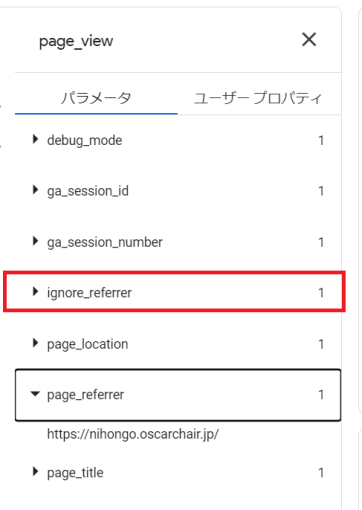 page_view
パラメータ ユーザー プロパティ
debug_mode 1
ga_session_id 1
ga_session_number 1
ignore_referrer 1
page_location 1
page_referrer 1
https://nihongo.oscarchair.jp/
page_title 1